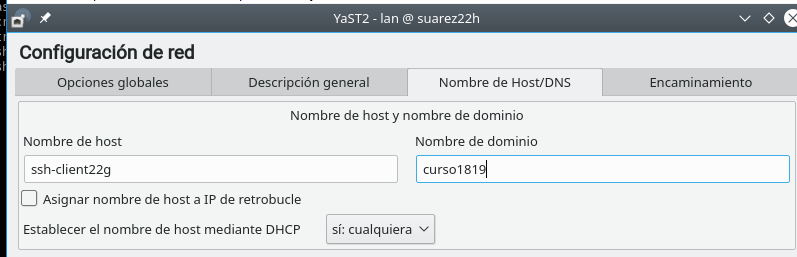 YaST2 - lan @ suarez22h
Configuración de red
Opciones globales Descripción general Nombre de Host/DNS Encaminamiento
Nombre de host y nombre de dominio
Nombre de host Nombre de dominio
ssh-client22g curso1819
Asignar nombre de host a IP de retrobucle
Establecer el nombre de host mediante DHCP sí: cualquiera